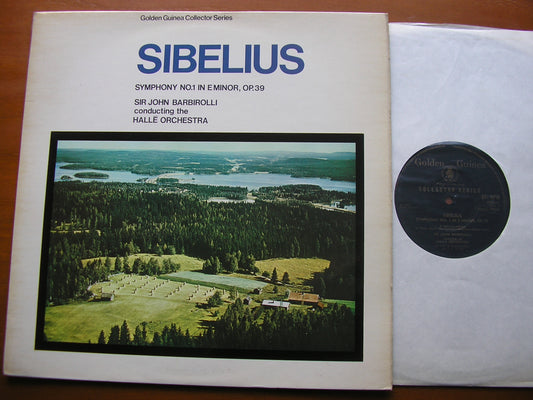 Golden Guinea Collector Series
SIBELIUS
SYMPHONY NO.1 IN E MINOR, OP.39
SIR JOHN BARBIROLLI
conducting the
HALLÉ ORCHESTRA
Golden Guinea
COLLECTOR SERIES
SIBELIUS